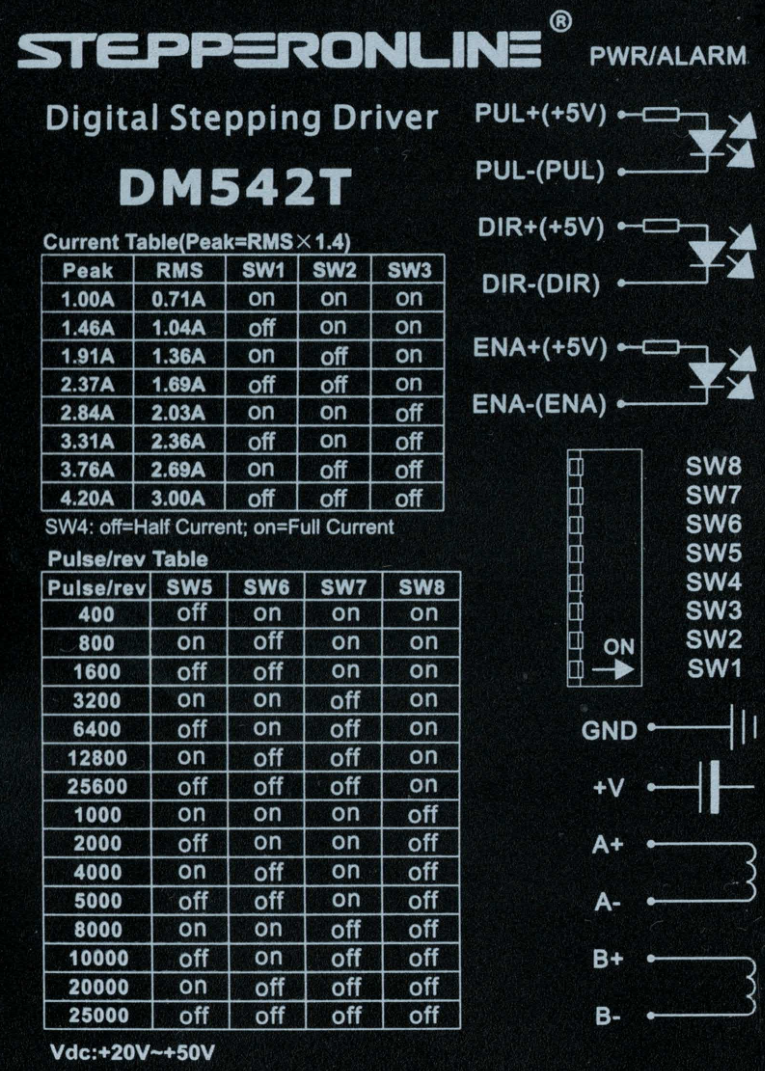 STEPPERONLINE®
PWR/ALARM
Digital Stepping Driver
DM542T
Current Table(Peak=RMS×1.4)
Peak RMS SW1 SW2 SW3
1.00A 0.71A on on on
1.46A 1.04A off on on
1.91A 1.36A on off on
2.37A 1.69A off off on
2.84A 2.03A on on off
3.31A 2.36A off on off
3.76A 2.69A on off off
4.20A 3.00A off off off
SW4: off=Half Current; on=Full Current
Pulse/rev Table
Pulse/rev SW5 SW6 SW7 SW8
400 off on on on
800 on off on on
1600 off off on on
3200 on on off on
6400 off on off on
12800 on off off on
25600 off off off on
1000 on on on off
2000 off on on off
4000 on off on off
5000 off off on off
8000 on on off off
10000 off on off off
20000 on off off off
25000 off off off off
Vdc:+20V~+50V
PUL+(+5V)
PUL-(PUL)
DIR+(+5V)
DIR-(DIR)
ENA+(+5V)
ENA-(ENA)
SW8
SW7
SW6
SW5
SW4
SW3
SW2
SW1
ON
GND
+V
A+
A-
B+
B-